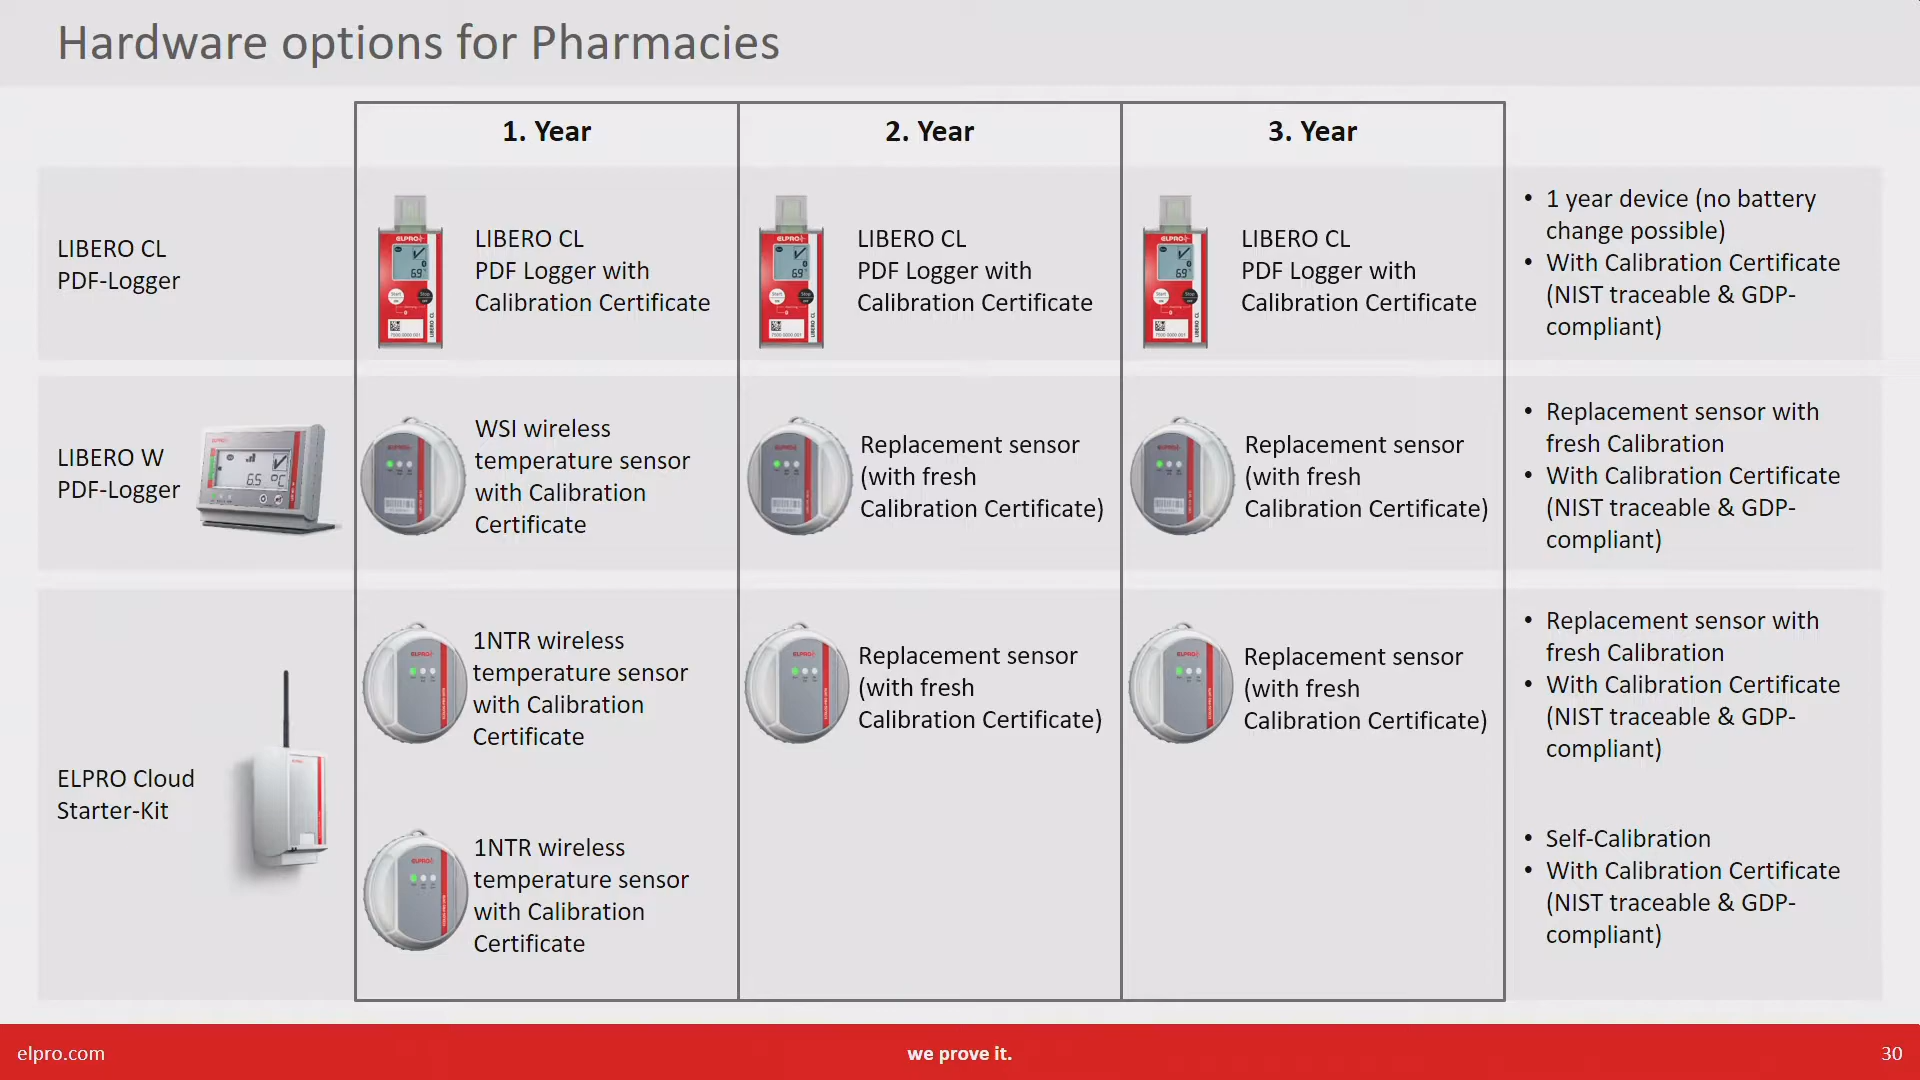 Hardware options for Pharmacies
1. Year
2. Year
3. Year
LIBERO CL
PDF-Logger
LIBERO CL
PDF Logger with
Calibration Certificate
LIBERO CL
PDF Logger with
Calibration Certificate
LIBERO CL
PDF Logger with
Calibration Certificate
• 1 year device (no battery
change possible)
• With Calibration Certificate
(NIST traceable & GDP-
compliant)
LIBERO W
PDF-Logger
WSI wireless
temperature sensor
with Calibration
Certificate
Replacement sensor
(with fresh
Calibration Certificate)
Replacement sensor
(with fresh
Calibration Certificate)
• Replacement sensor with
fresh Calibration
• With Calibration Certificate
(NIST traceable & GDP-
compliant)
ELPRO Cloud
Starter-Kit
1NTR wireless
temperature sensor
with Calibration
Certificate
Replacement sensor
(with fresh
Calibration Certificate)
Replacement sensor
(with fresh
Calibration Certificate)
• Replacement sensor with
fresh Calibration
• With Calibration Certificate
(NIST traceable & GDP-
compliant)
1NTR wireless
temperature sensor
with Calibration
Certificate
• Self-Calibration
• With Calibration Certificate
(NIST traceable & GDP-
compliant)
elpro.com
we prove it.
30